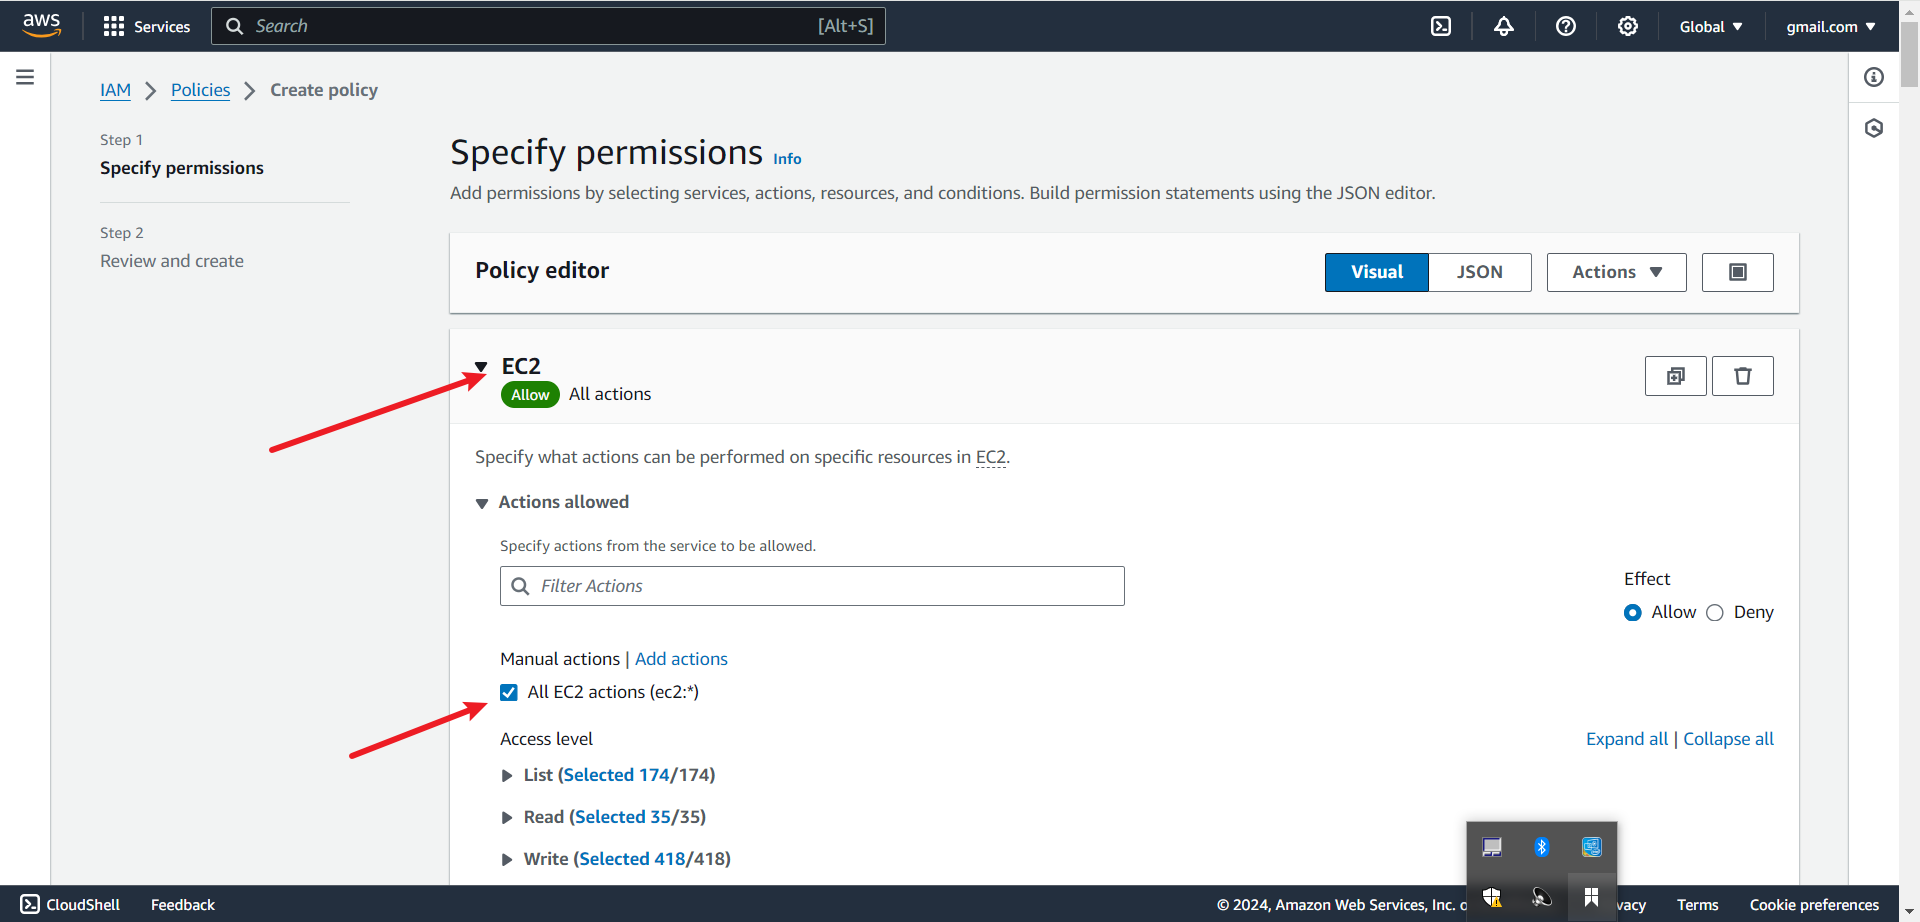 aws
Services
Search
[Alt+S]
Global
gmail.com
IAM
Policies
Create policy
Step 1
Specify permissions
Step 2
Review and create
Specify permissions Info
Add permissions by selecting services, actions, resources, and conditions. Build permission statements using the JSON editor.
Policy editor
Visual
JSON
Actions
EC2
Allow All actions
Specify what actions can be performed on specific resources in EC2.
Actions allowed
Specify actions from the service to be allowed.
Filter Actions
Effect
Allow
Deny
Manual actions | Add actions
All EC2 actions (ec2:*)
Access level
Expand all | Collapse all
List (Selected 174/174)
Read (Selected 35/35)
Write (Selected 418/418)
CloudShell
Feedback
© 2024, Amazon Web Services, Inc. o
vacy
Terms
Cookie preferences